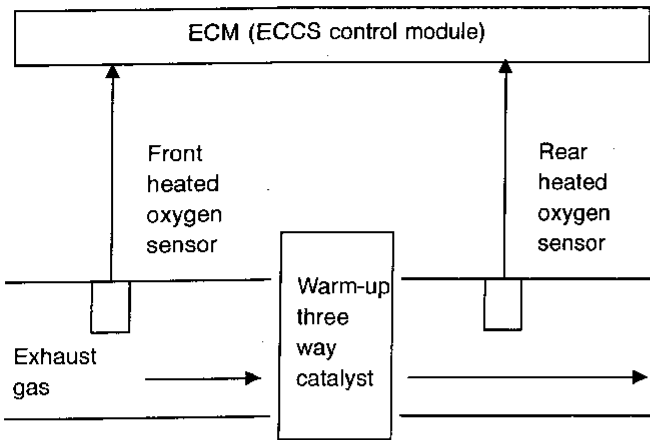 ECM (ECCS control module)
Front
heated
oxygen
sensor
Rear
heated
oxygen
sensor
Warm-up
three
way
catalyst
Exhaust
gas